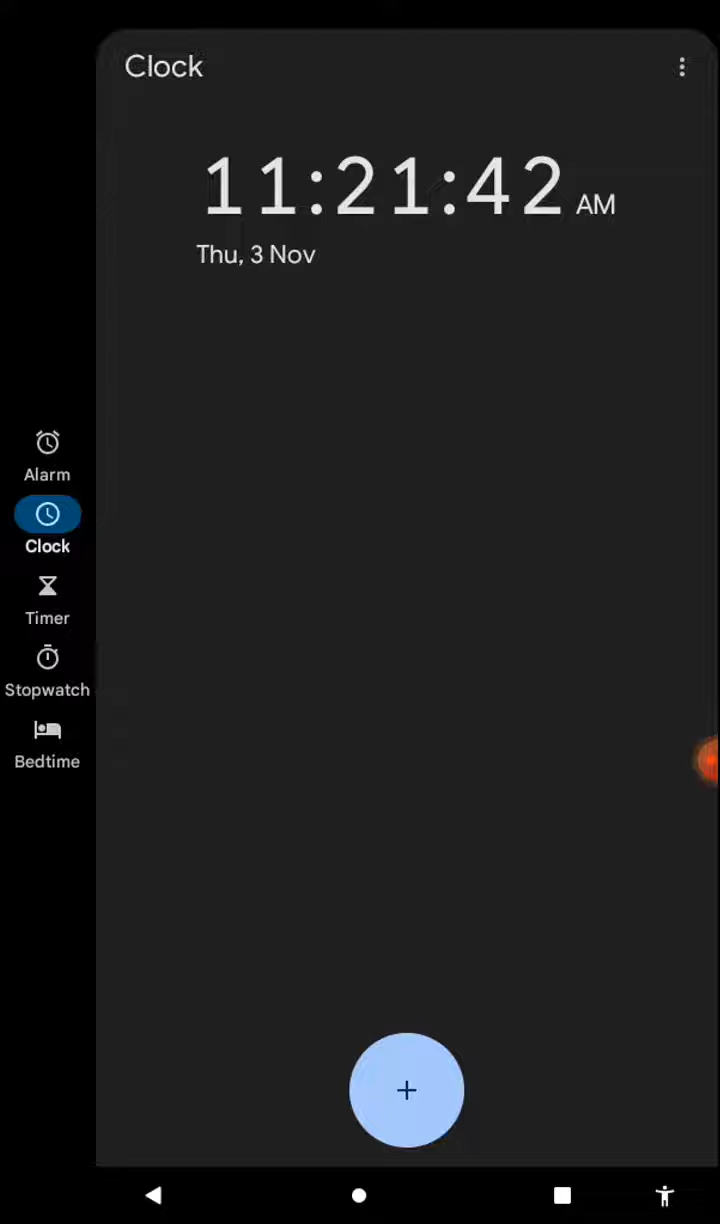 Clock
11:21:42 AM
Thu, 3 Nov
Alarm
Clock
Timer
Stopwatch
Bedtime